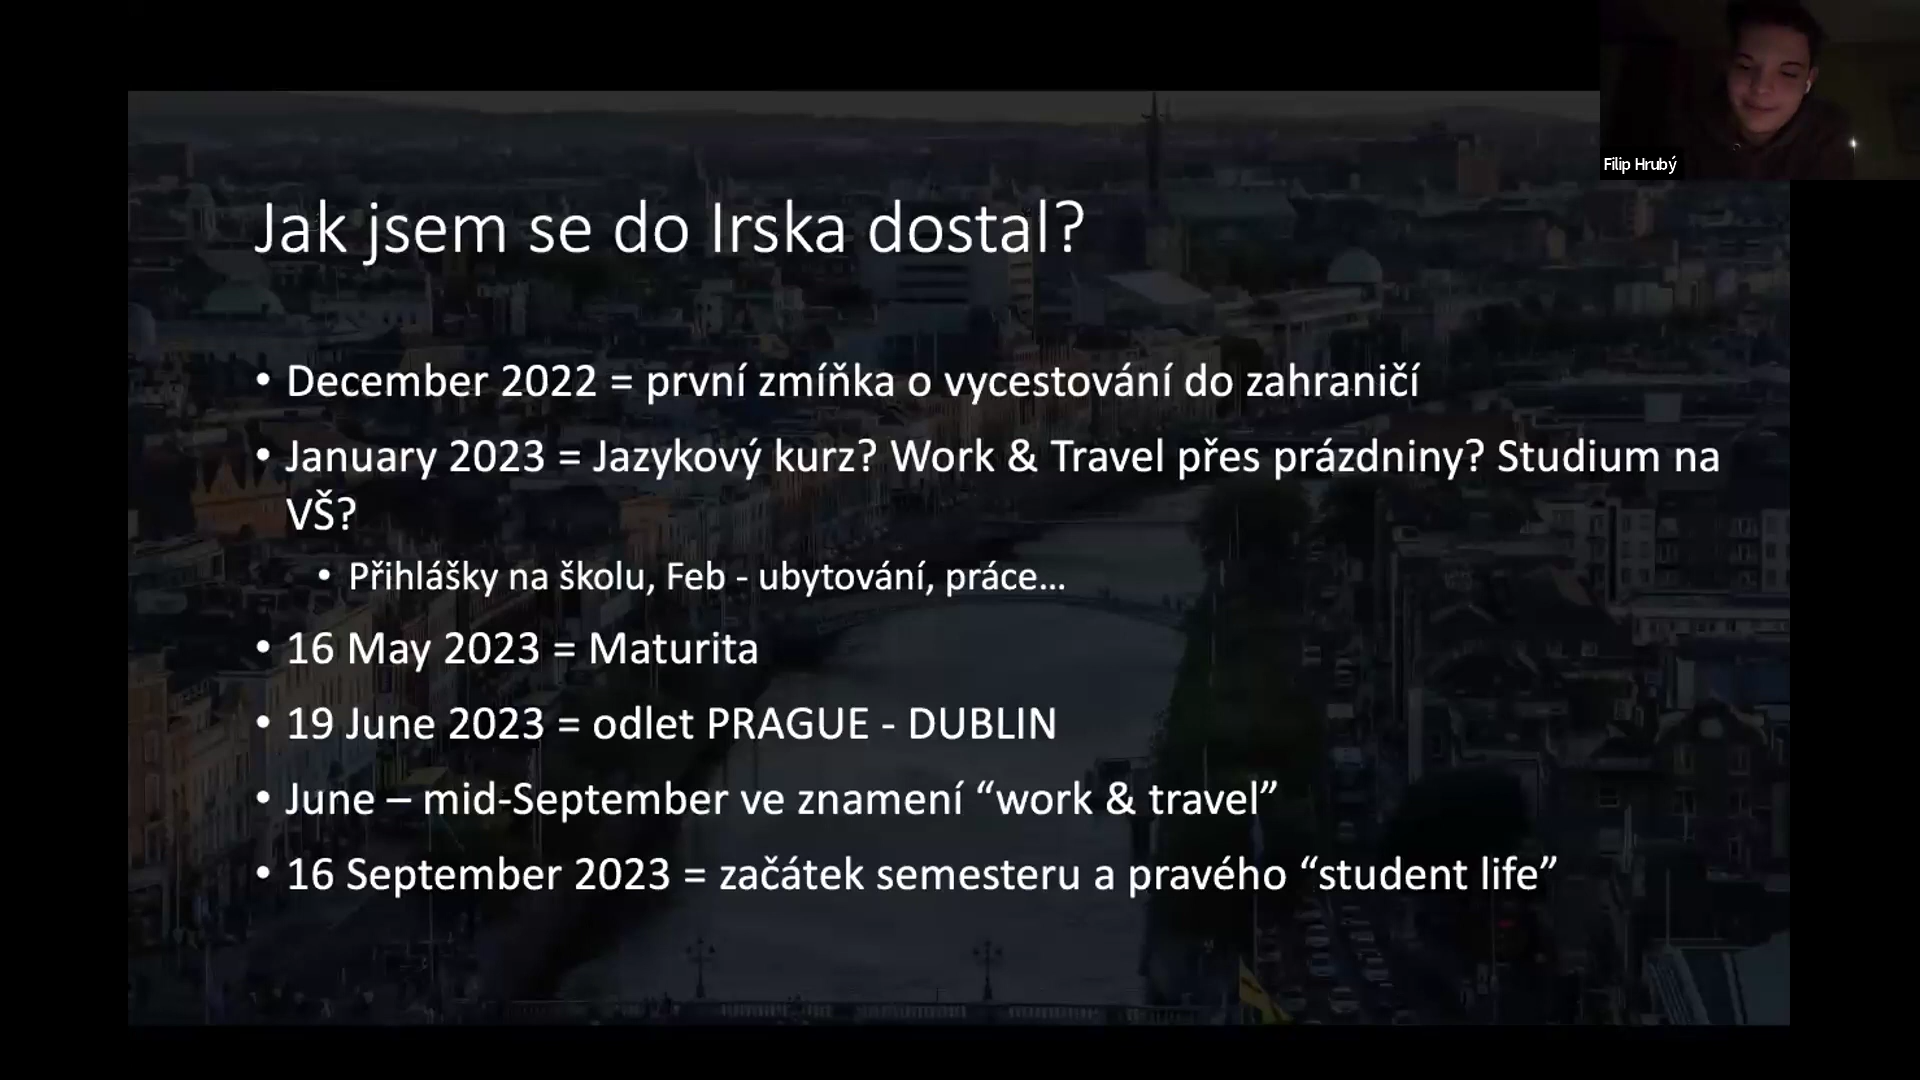 Filip Hrubý
Jak jsem se do Irska dostal?
• December 2022 = první zmíňka o vycestování do zahraničí
• January 2023 = Jazykový kurz? Work & Travel přes prázdniny? Studium na
VŠ?
• Přihlášky na školu, Feb - ubytování, práce…
• 16 May 2023 = Maturita
• 19 June 2023 = odlet PRAGUE - DUBLIN
• June – mid-September ve znamení “work & travel”
• 16 September 2023 = začátek semesteru a pravého “student life”